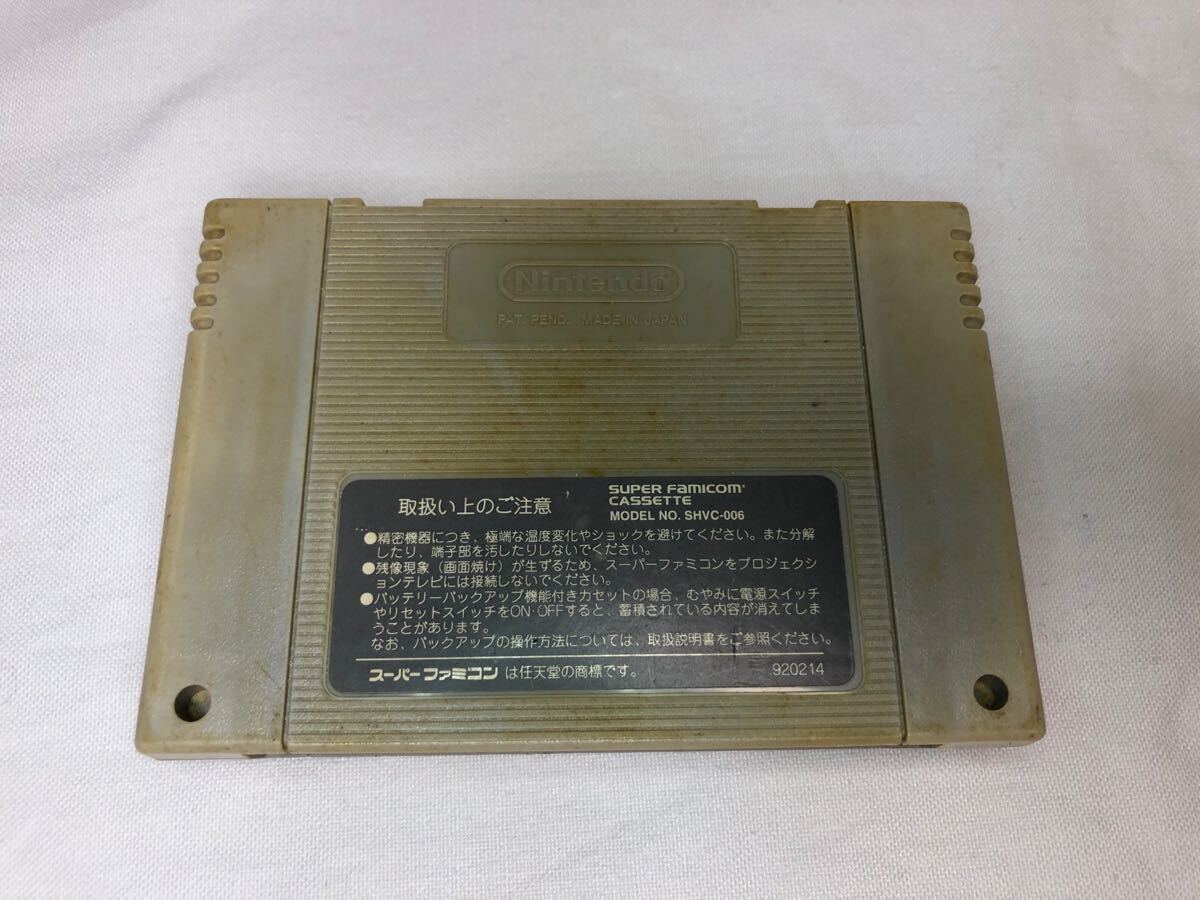 Nintendo
PAT. PEND. MADE IN JAPAN
取扱い上のご注意
SUPER FAMICOM
CASSETTE
MODEL NO. SHVC-006
●精密機器につき、極端な温度変化やショックを避けてください。また分解
したり、端子部を汚したりしないでください。
●残像現象（画面焼け）が生ずるため、スーパーファミコンをプロジェクシ
ョンテレビには接続しないでください。
●バッテリーバックアップ機能付きカセットの場合、むやみに電源スイッチ
やリセットスイッチをON・OFFすると、蓄積されている内容が消えてしま
うことがあります。
なお、バックアップの操作方法については、取扱説明書をご参照ください。
スーパーファミコンは任天堂の商標です。
920214